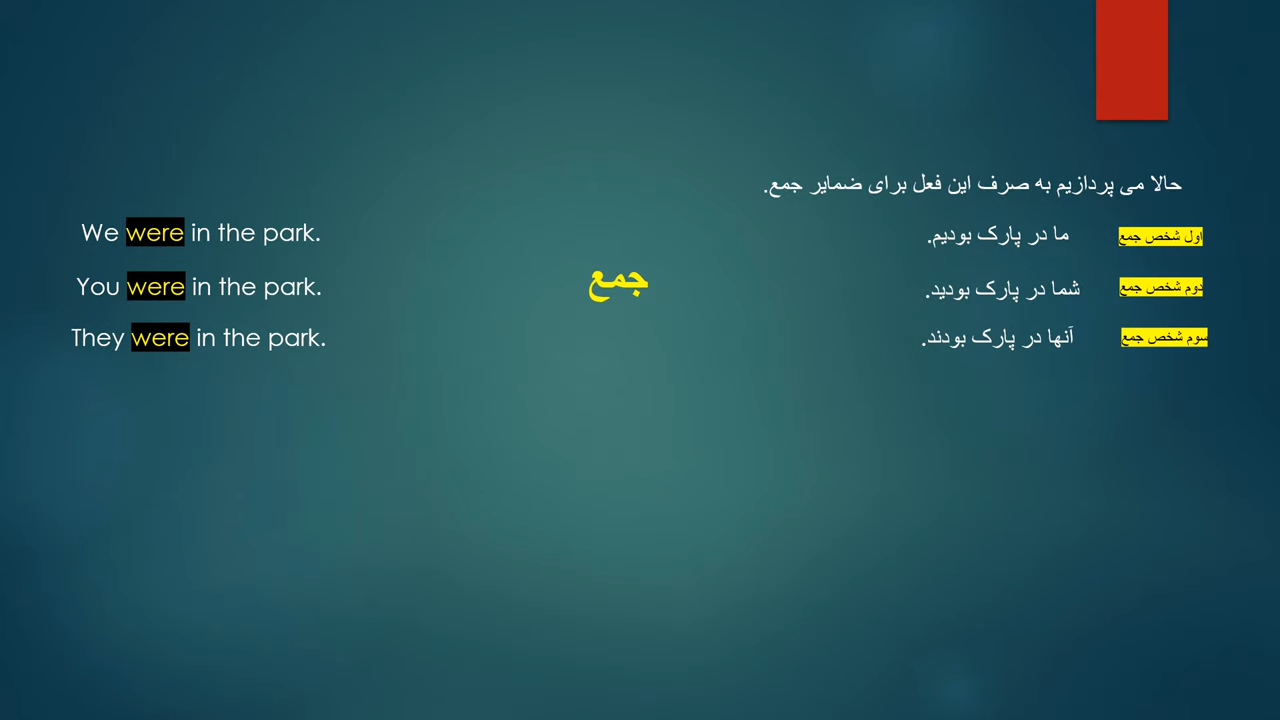 حالا می پردازیم به صرف این فعل برای ضمایر جمع.
اول شخص جمع ما در پارک بودیم.
We were in the park.
جمع
دوم شخص جمع شما در پارک بودید.
You were in the park.
سوم شخص جمع آنها در پارک بودند.
They were in the park.